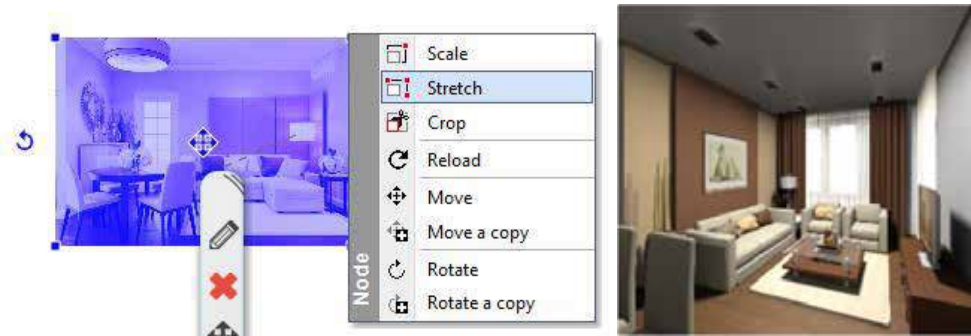 Scale
Stretch
Crop
Reload
Move
Move a copy
Rotate
Rotate a copy
Node